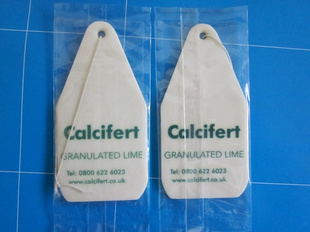 Calcifert
GRANULATED LIME
Tel: 0800 622 6023
www.calcifert.co.uk
Calcifert
GRANULATED LIME
Tel: 0800 622 6023
www.calcifert.co.uk